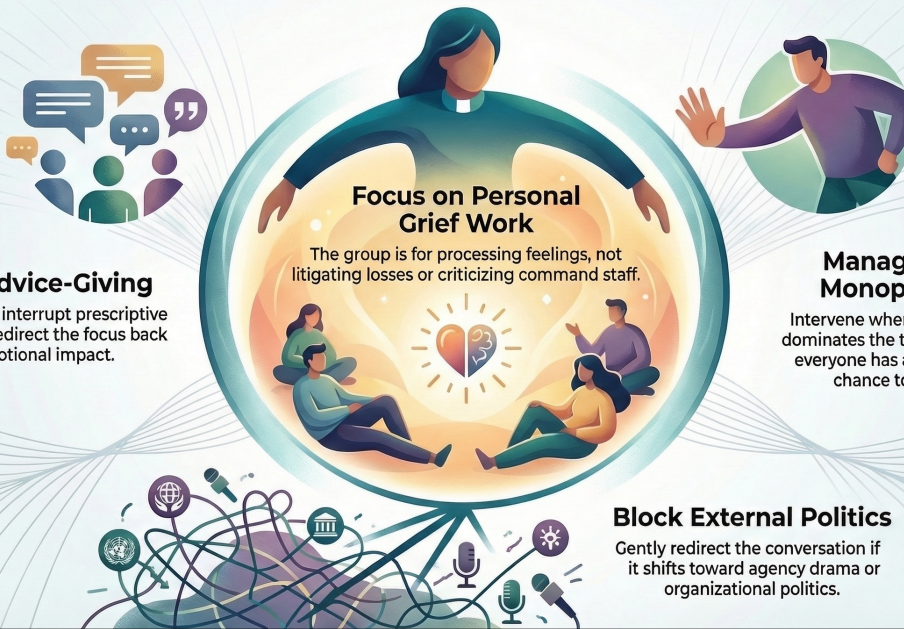 Focus on Personal
Grief Work
The group is for processing feelings, not
litigating losses or criticizing command staff.
dvice-Giving
interrupt prescriptive
edirect the focus back
otional impact.
Manag
Monop
Intervene wher
dominates the t
everyone has a
chance to
Block External Politics
Gently redirect the conversation if
it shifts toward agency drama or
organizational politics.